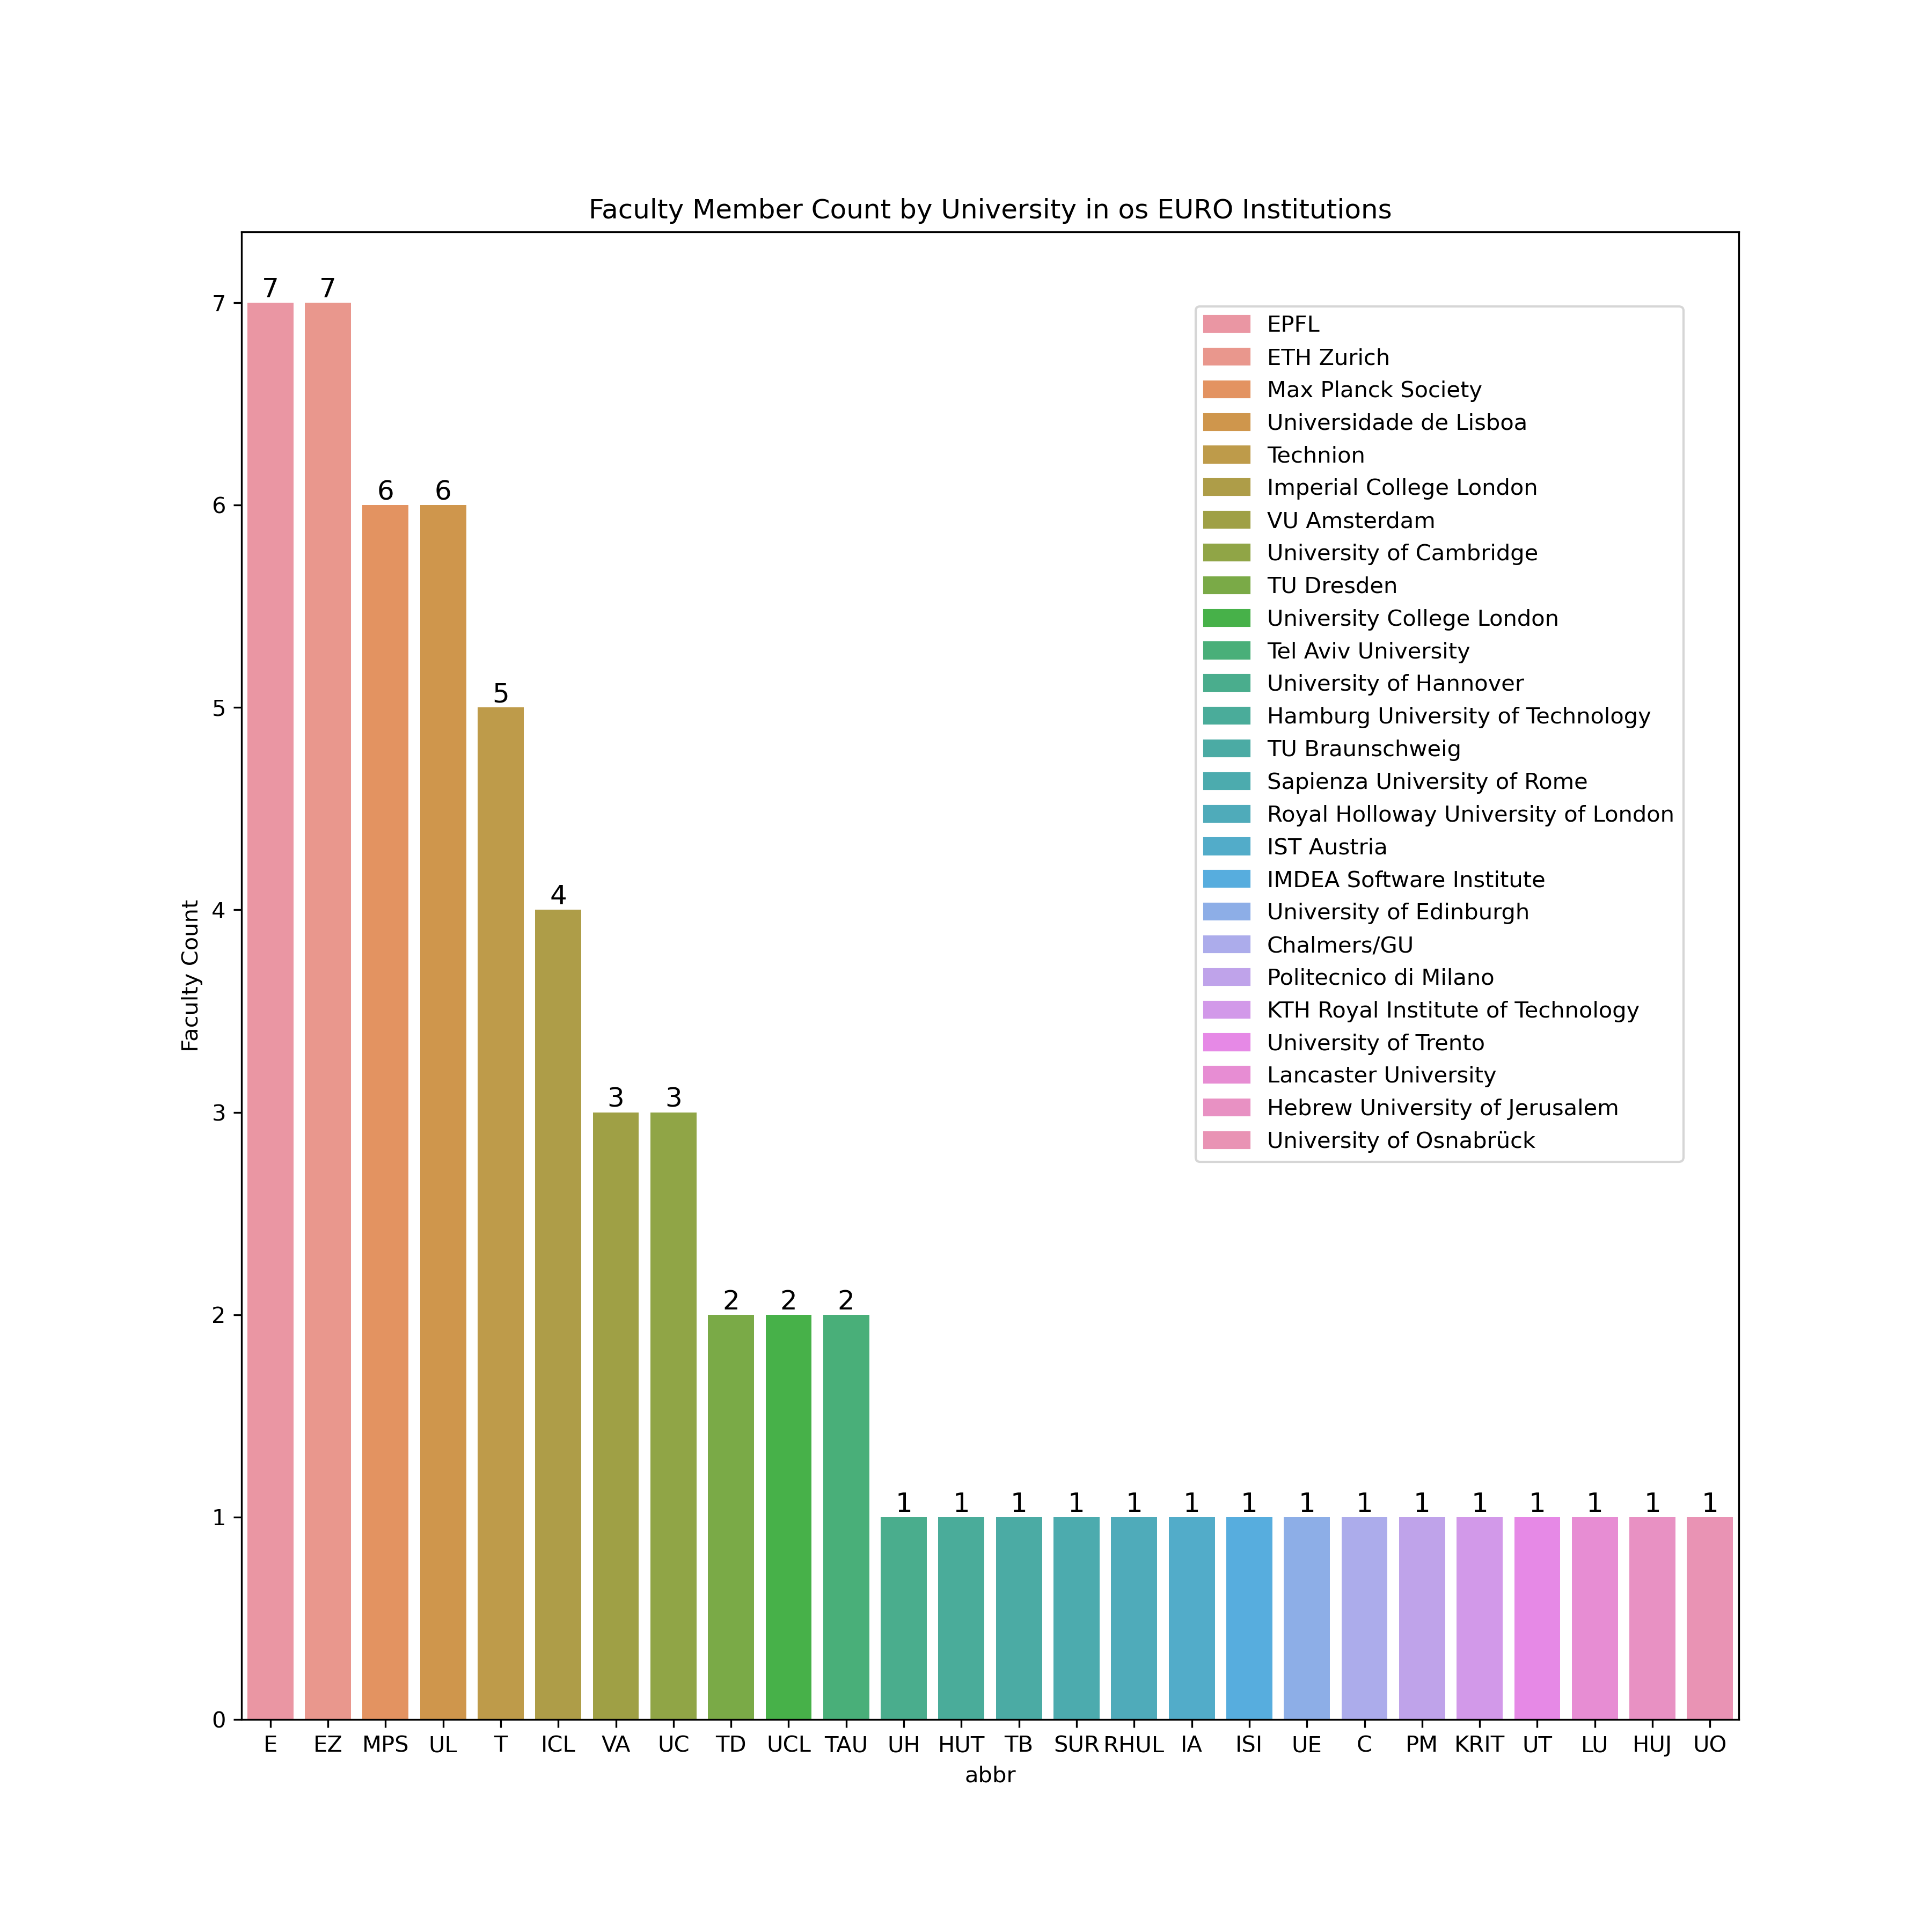 Faculty Member Count by University in os EURO Institutions
7 7 6 6 5 4 3 3 2 2 2 1 1 1 1 1 1 1 1 1 1 1 1 1 1 1
EPFL
ETH Zurich
Max Planck Society
Universidade de Lisboa
Technion
Imperial College London
VU Amsterdam
University of Cambridge
TU Dresden
University College London
Tel Aviv University
University of Hannover
Hamburg University of Technology
TU Braunschweig
Sapienza University of Rome
Royal Holloway University of London
IST Austria
IMDEA Software Institute
University of Edinburgh
Chalmers/GU
Politecnico di Milano
KTH Royal Institute of Technology
University of Trento
Lancaster University
Hebrew University of Jerusalem
University of Osnabrück
Faculty Count
7
6
5
4
3
2
1
0
E EZ MPS UL T ICL VA UC TD UCL TAU UH HUT TB SUR RHUL IA ISI UE C PM KRIT UT LU HUJ UO
abbr